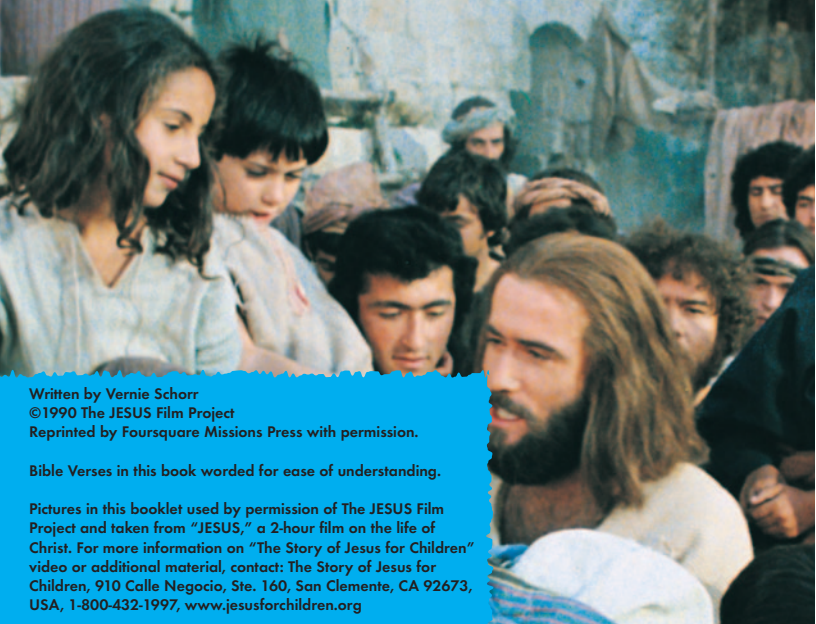 Written by Vernie Schorr
©1990 The JESUS Film Project
Reprinted by Foursquare Missions Press with permission.
Bible Verses in this book worded for ease of understanding.
Pictures in this booklet used by permission of The JESUS Film
Project and taken from “JESUS,” a 2-hour film on the life of
Christ. For more information on “The Story of Jesus for Children”
video or additional material, contact: The Story of Jesus for
Children, 910 Calle Negocio, Ste. 160, San Clemente, CA 92673,
USA, 1-800-432-1997, www.jesusforchildren.org